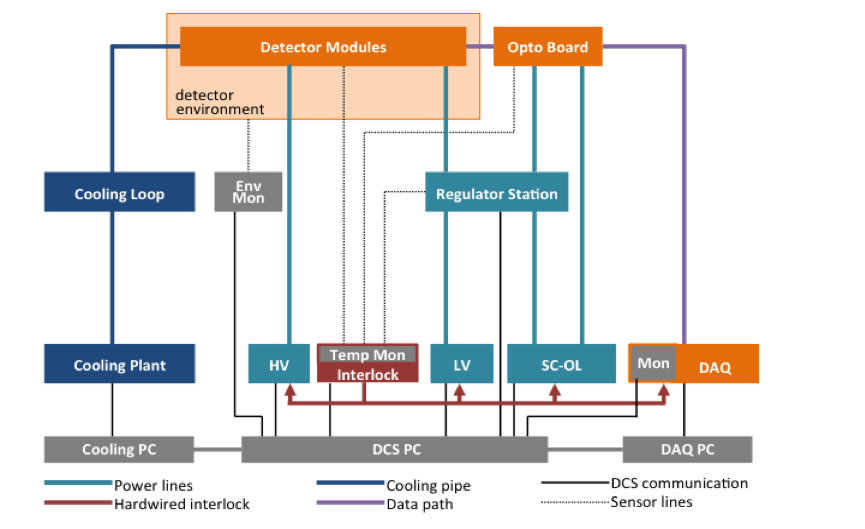 Detector Modules
Opto Board
detector
environment
Cooling Loop
Env
Mon
Regulator Station
Cooling Plant
HV
Temp Mon
Interlock
LV
SC-OL
Mon
DAQ
Cooling PC
DCS PC
DAQ PC
Power lines
Cooling pipe
DCS communication
Hardwired interlock
Data path
Sensor lines